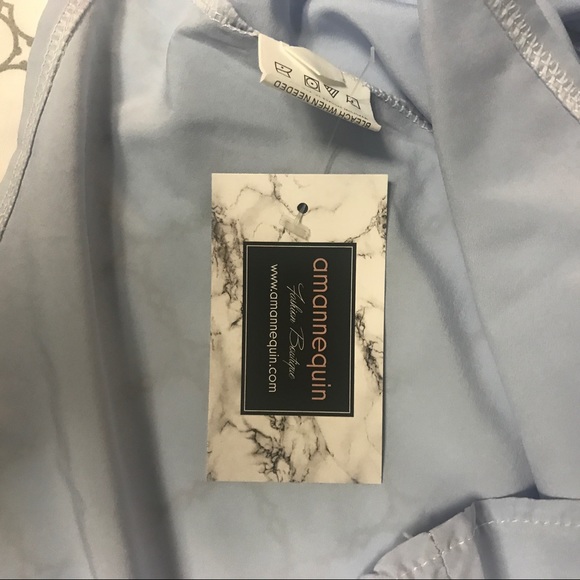 BLEACH WHEN NEEDED
amannequin
Fashion Boutique
www.amannequin.com